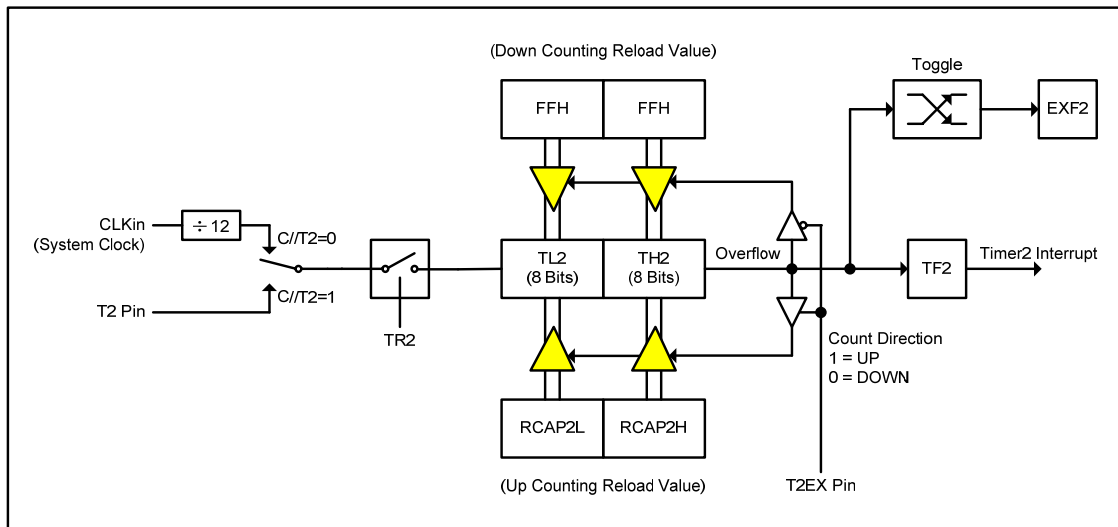 (Down Counting Reload Value)
Toggle
FFH
FFH
EXF2
CLKin
(System Clock)
÷ 12
C//T2=0
TL2
(8 Bits)
TH2
(8 Bits)
Overflow
TF2
Timer2 Interrupt
C//T2=1
T2 Pin
TR2
Count Direction
1 = UP
0 = DOWN
RCAP2L
RCAP2H
(Up Counting Reload Value)
T2EX Pin